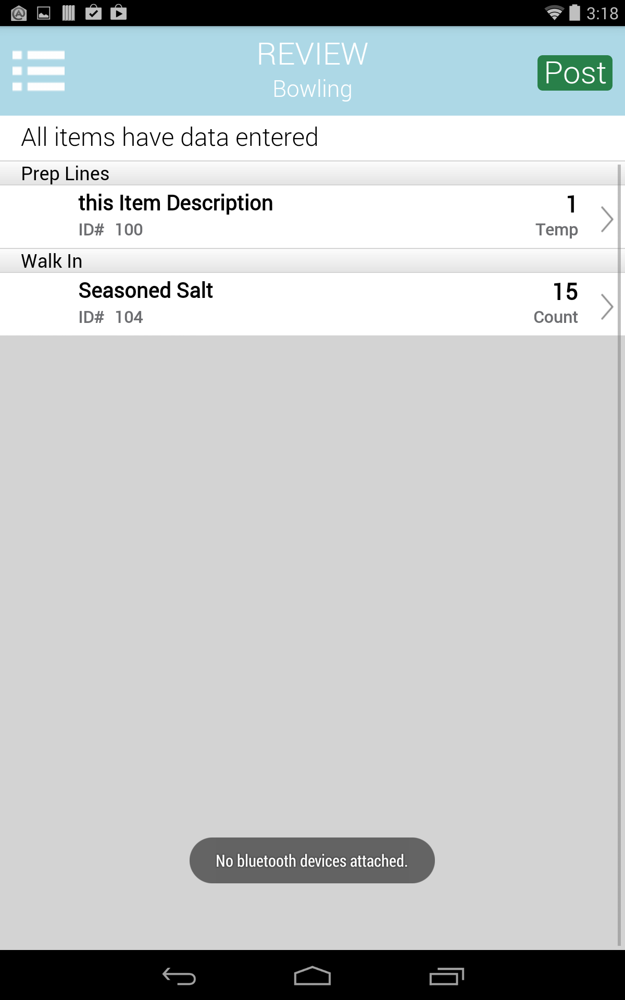 3:18
REVIEW
Bowling
Post
All items have data entered
Prep Lines
this Item Description 1
ID# 100 Temp
Walk In
Seasoned Salt 15
ID# 104 Count
No bluetooth devices attached.